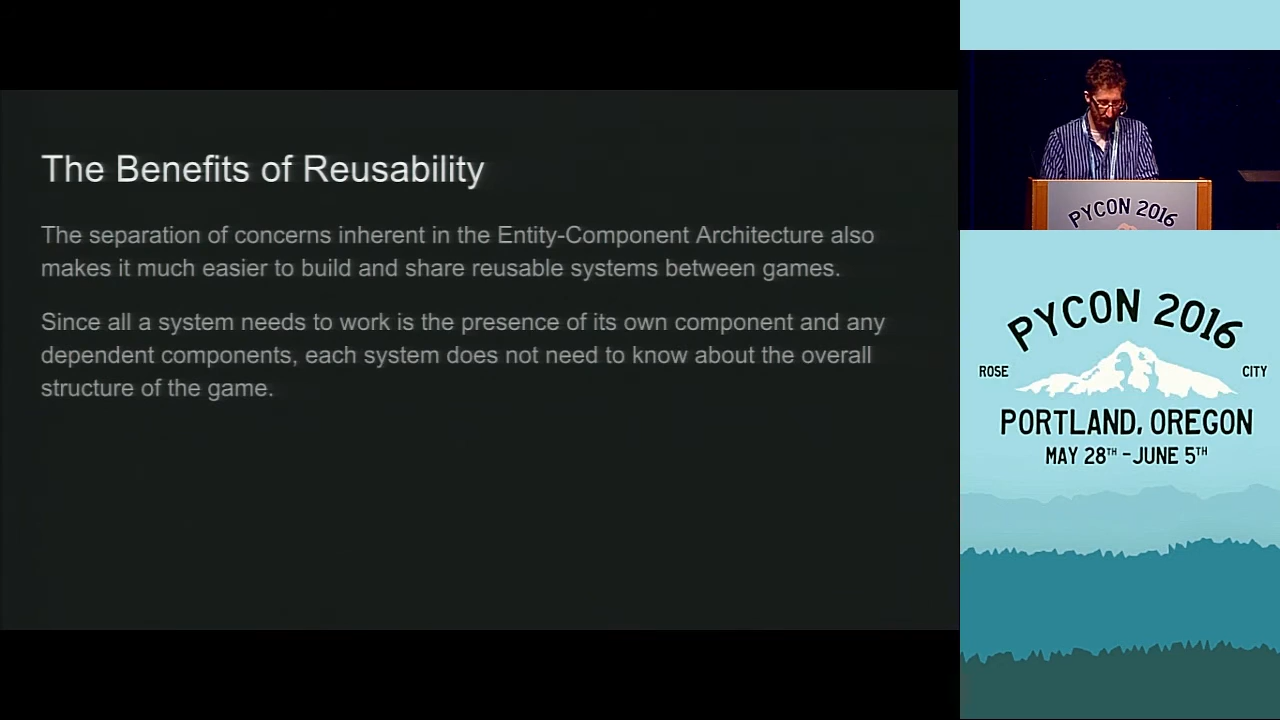 The Benefits of Reusability
The separation of concerns inherent in the Entity-Component Architecture also
makes it much easier to build and share reusable systems between games.
Since all a system needs to work is the presence of its own component and any
dependent components, each system does not need to know about the overall
structure of the game.
PYCON 2016
PYCON 2016
ROSE CITY
PORTLAND, OREGON
MAY 28TH - JUNE 5TH